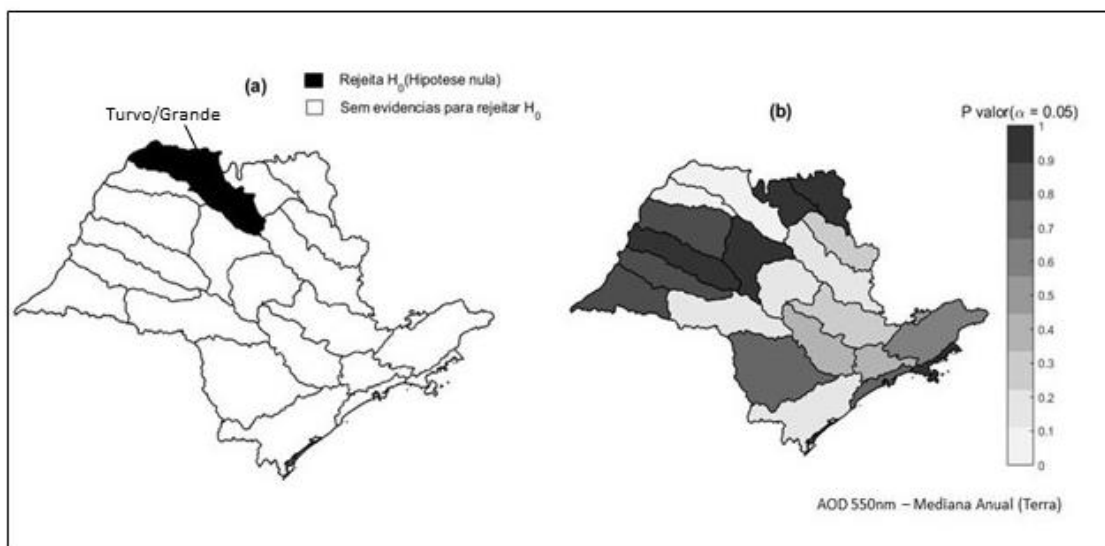 (a)
Rejeita H0(Hipotese nula)
Sem evidencias para rejeitar H0
Turvo/Grande
(b)
P valor(α = 0.05)
1
0.9
0.8
0.7
0.6
0.5
0.4
0.3
0.2
0.1
0
AOD 550nm – Mediana Anual (Terra)